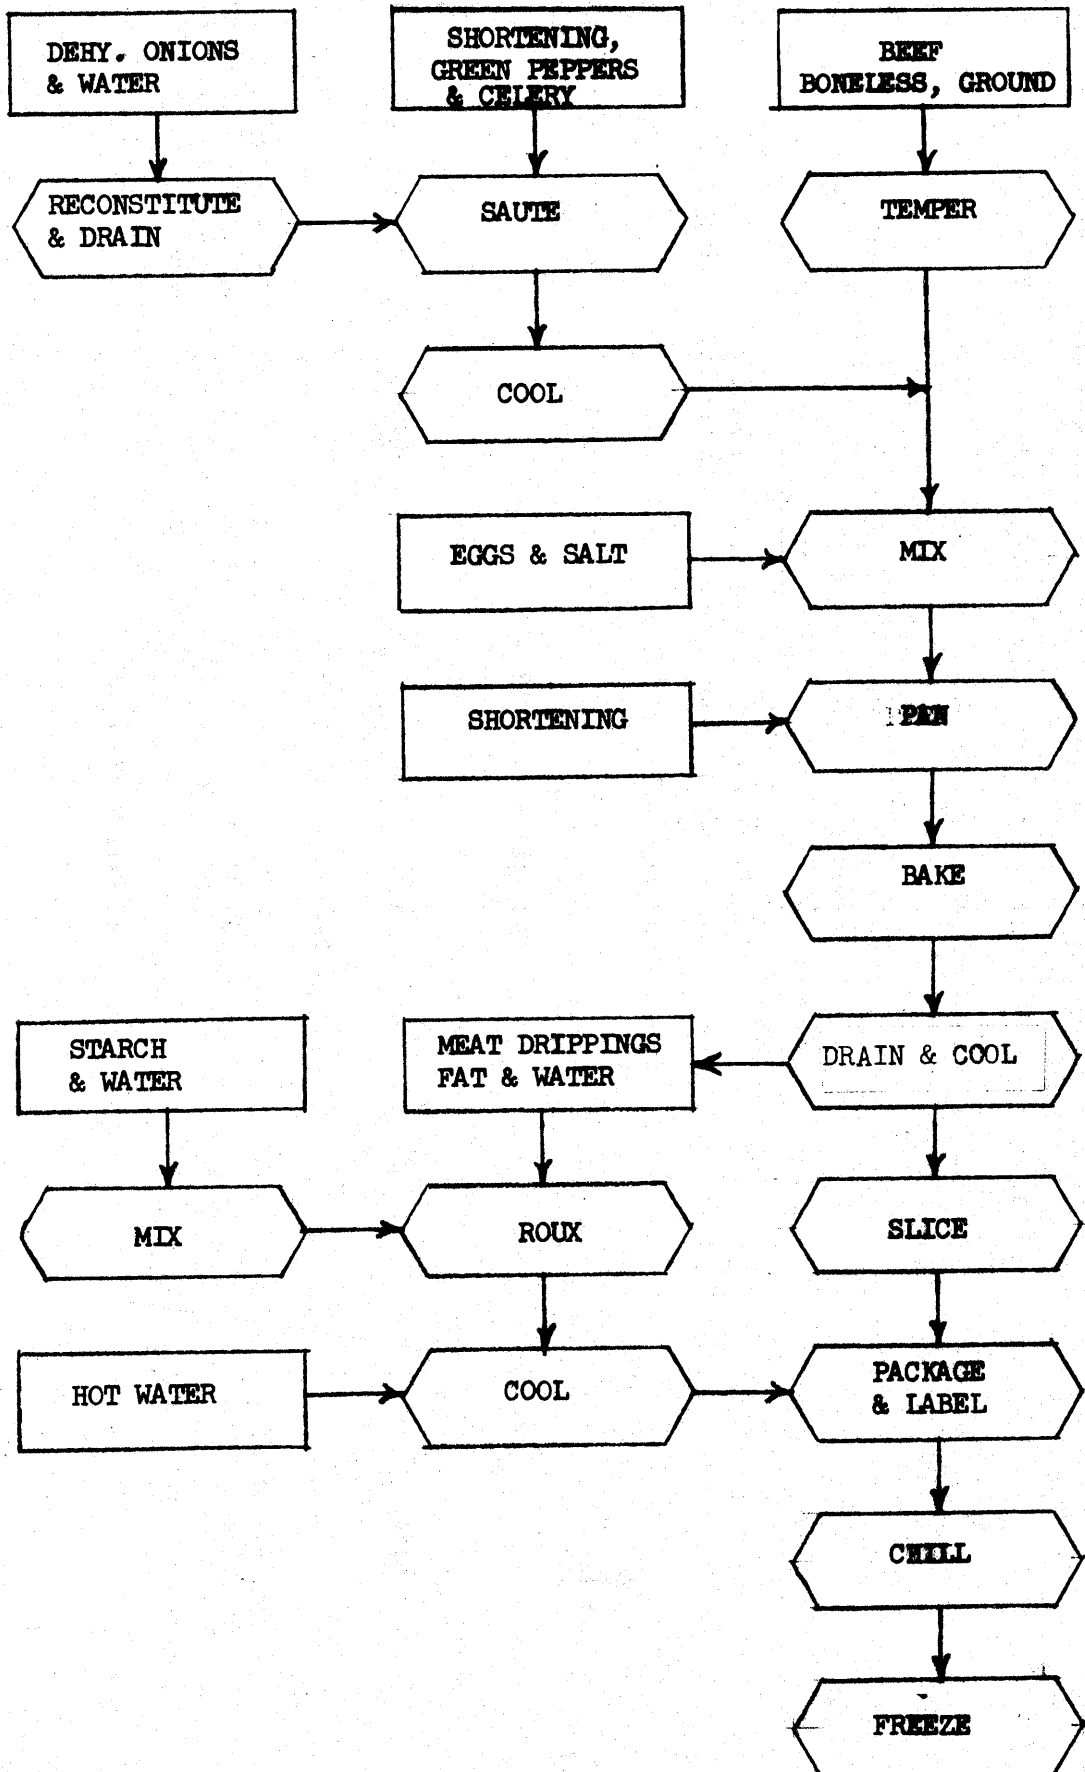 DEHY. ONIONS
& WATER
SHORTENING,
GREEN PEPPERS
& CELERY
BEEF
BONELESS, GROUND
RECONSTITUTE
& DRAIN
SAUTE
TEMPER
COOL
EGGS & SALT
MIX
SHORTENING
PAN
BAKE
STARCH
& WATER
MEAT DRIPPINGS
FAT & WATER
DRAIN & COOL
MIX
ROUX
SLICE
HOT WATER
COOL
PACKAGE
& LABEL
CHILL
FREEZE